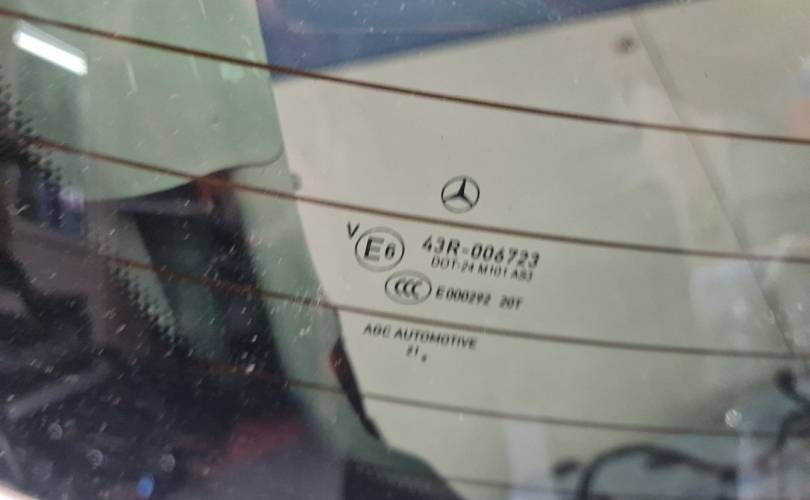 V E6 43R-006723
DOT-24 M101 AS3
CCC E000292 20T
AGC AUTOMOTIVE
21